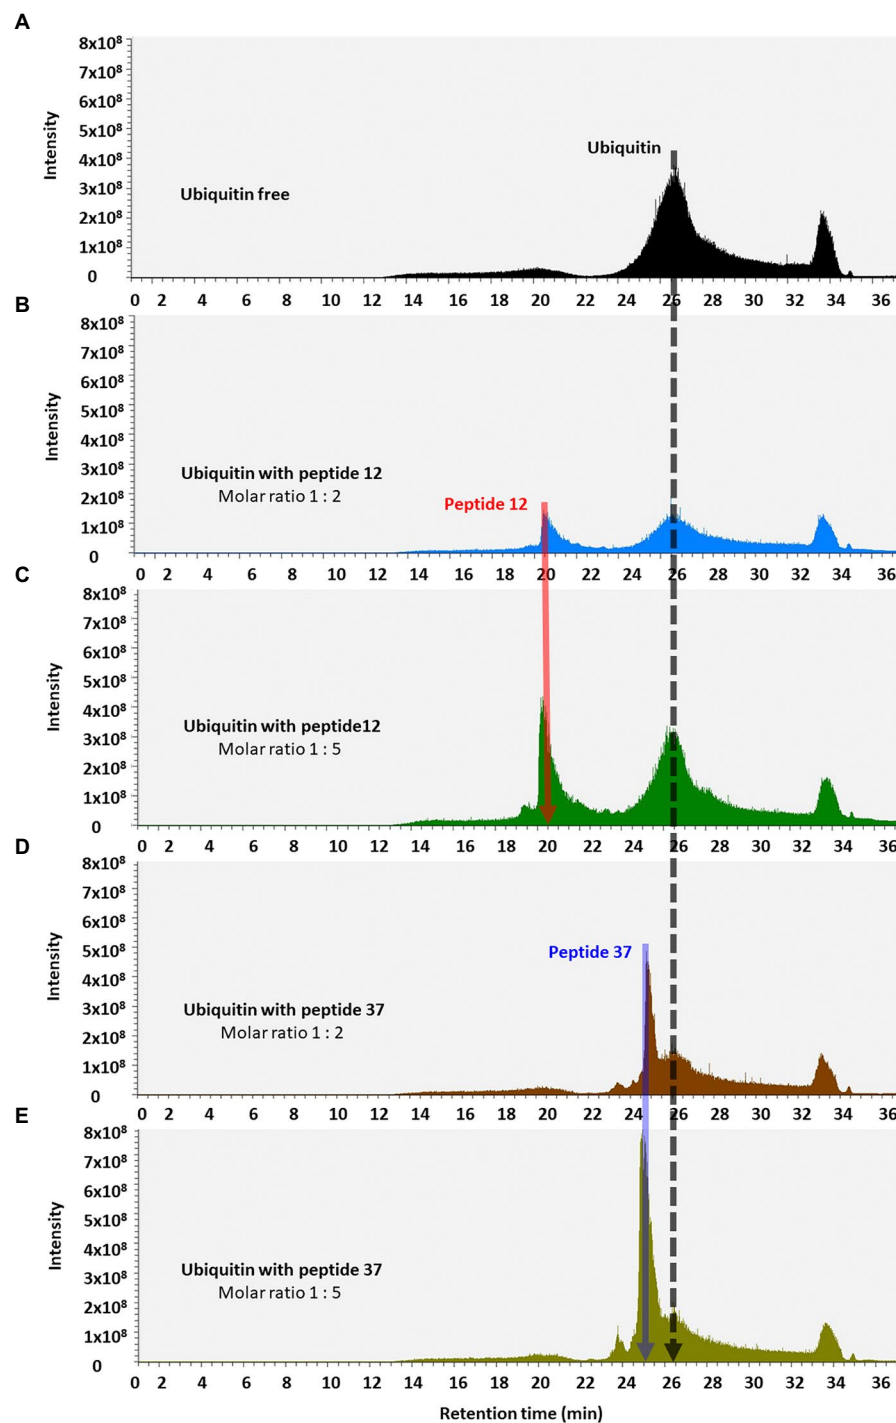 A
8x10⁸
7x10⁸
6x10⁸
5x10⁸
4x10⁸
3x10⁸
2x10⁸
1x10⁸
0
Intensity
Ubiquitin free
Ubiquitin
0 2 4 6 8 10 12 14 16 18 20 22 24 26 28 30 32 34 36
B
8x10⁸
7x10⁸
6x10⁸
5x10⁸
4x10⁸
3x10⁸
2x10⁸
1x10⁸
0
Intensity
Ubiquitin with peptide 12
Molar ratio 1 : 2
Peptide 12
0 2 4 6 8 10 12 14 16 18 20 22 24 26 28 30 32 34 36
C
8x10⁸
7x10⁸
6x10⁸
5x10⁸
4x10⁸
3x10⁸
2x10⁸
1x10⁸
0
Intensity
Ubiquitin with peptide12
Molar ratio 1 : 5
0 2 4 6 8 10 12 14 16 18 20 22 24 26 28 30 32 34 36
D
8x10⁸
7x10⁸
6x10⁸
5x10⁸
4x10⁸
3x10⁸
2x10⁸
1x10⁸
0
Intensity
Ubiquitin with peptide 37
Molar ratio 1 : 2
Peptide 37
0 2 4 6 8 10 12 14 16 18 20 22 24 26 28 30 32 34 36
E
8x10⁸
7x10⁸
6x10⁸
5x10⁸
4x10⁸
3x10⁸
2x10⁸
1x10⁸
0
Intensity
Ubiquitin with peptide 37
Molar ratio 1 : 5
0 2 4 6 8 10 12 14 16 18 20 22 24 26 28 30 32 34 36
Retention time (min)